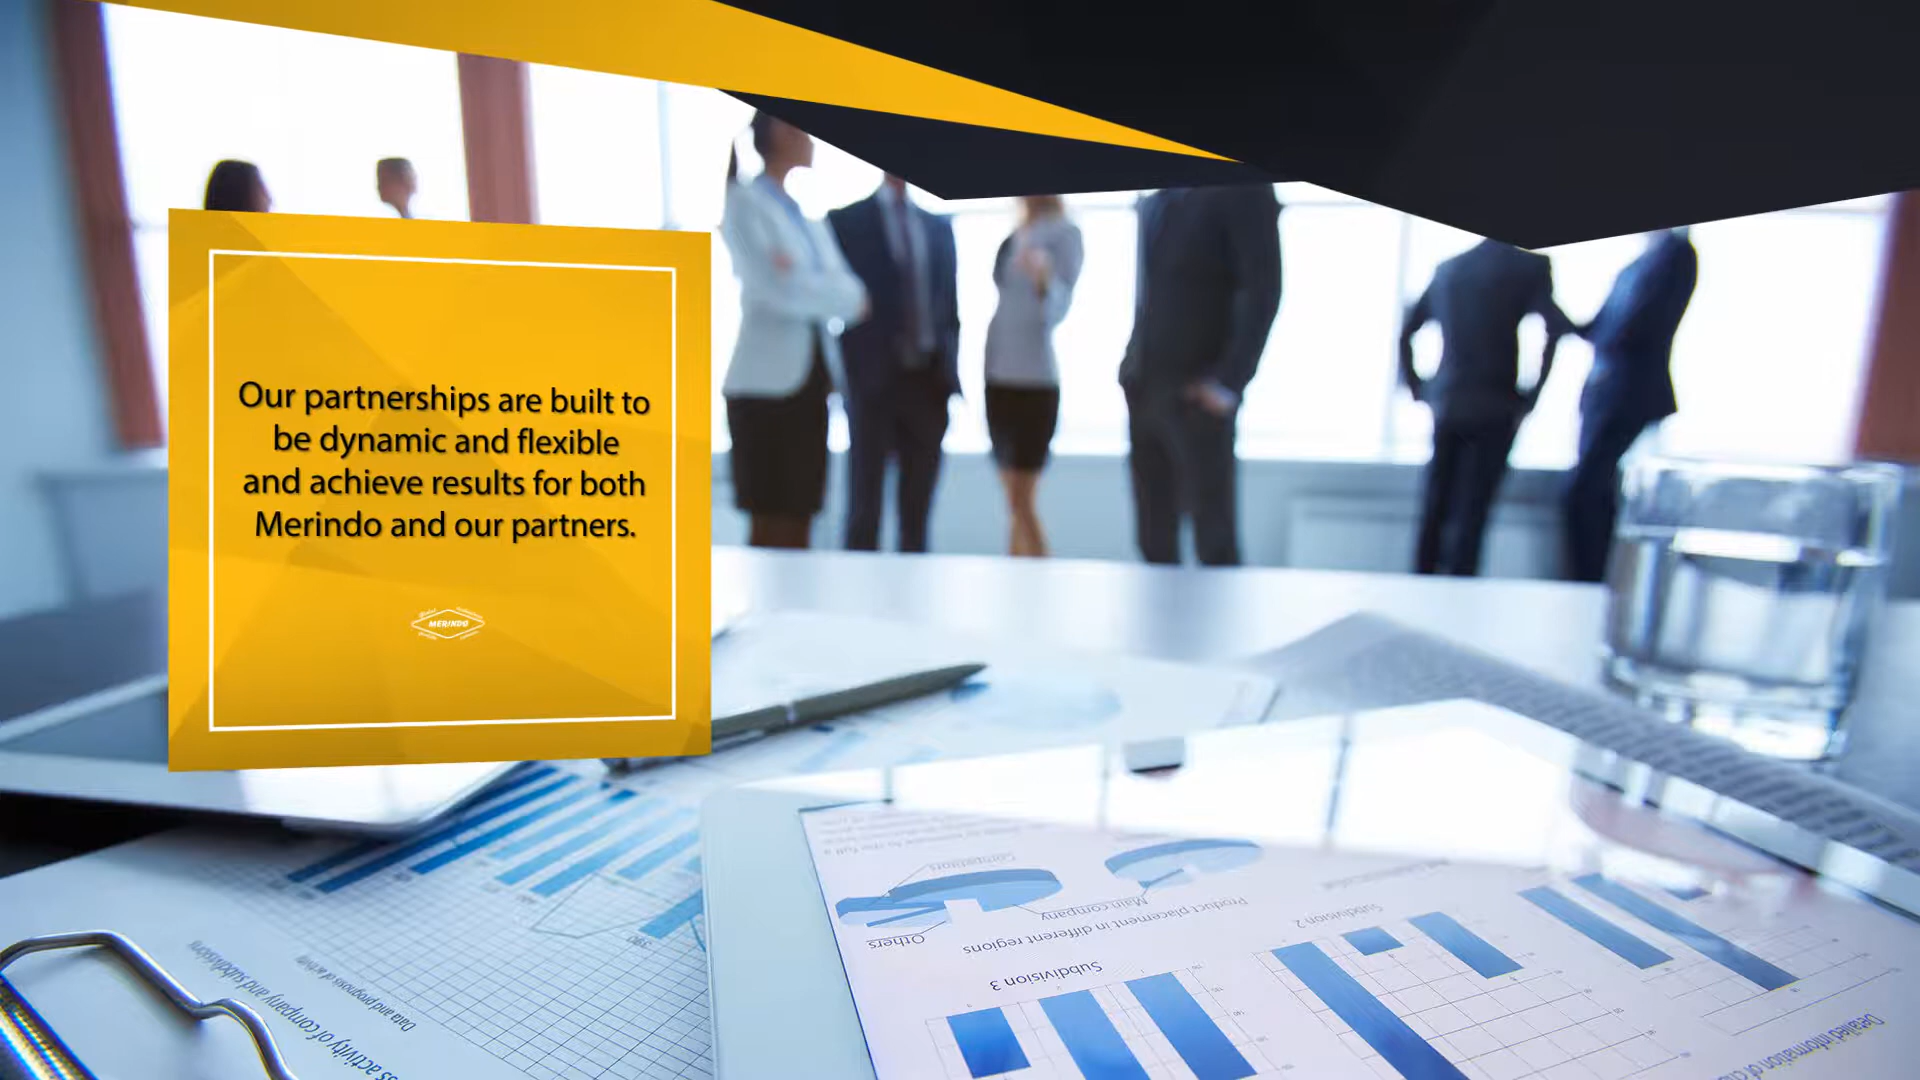 Our partnerships are built to
be dynamic and flexible
and achieve results for both
Merindo and our partners.
MERINDO
Competitors
Main company
Others
Product placement in different regions
Subdivision 2
Subdivision 3
Data and prognosis of activity
ss activity of company and subdivisions
Detailed information of